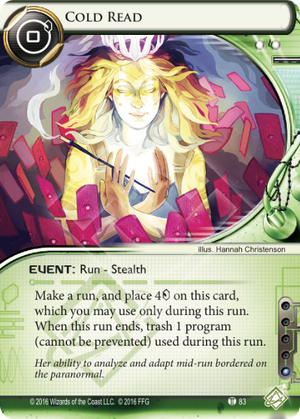 Cold Read
0
illus. Hannah Christenson
EVENT: Run - Stealth
Make a run, and place 4 on this card,
which you may use only during this run.
When this run ends, trash 1 program
(cannot be prevented) used during this run.
Her ability to analyze and adapt mid-run bordered on
the paranormal.
© 2016 Wizards of the Coast LLC. © 2016 FFG
83